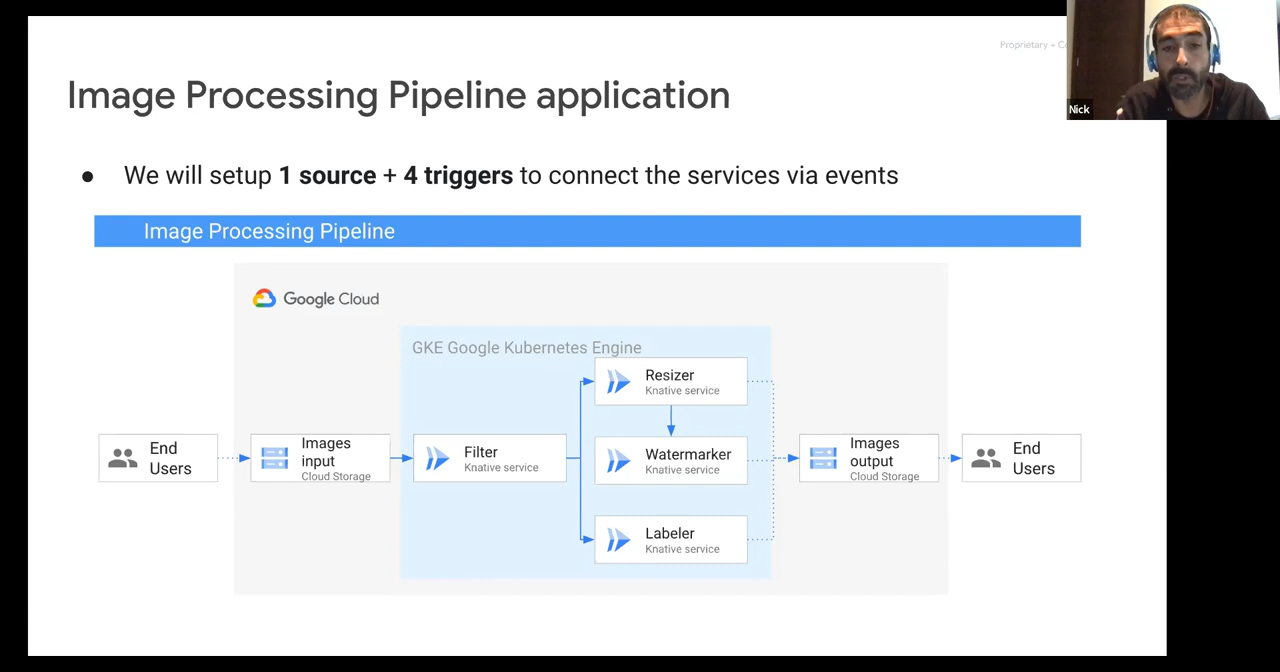 Proprietary +
Nick
Image Processing Pipeline application
● We will setup 1 source + 4 triggers to connect the services via events
Image Processing Pipeline
Google Cloud
GKE Google Kubernetes Engine
End
Users
Images
input
Cloud Storage
Filter
Knative service
Resizer
Knative service
Watermarker
Knative service
Labeler
Knative service
Images
output
Cloud Storage
End
Users